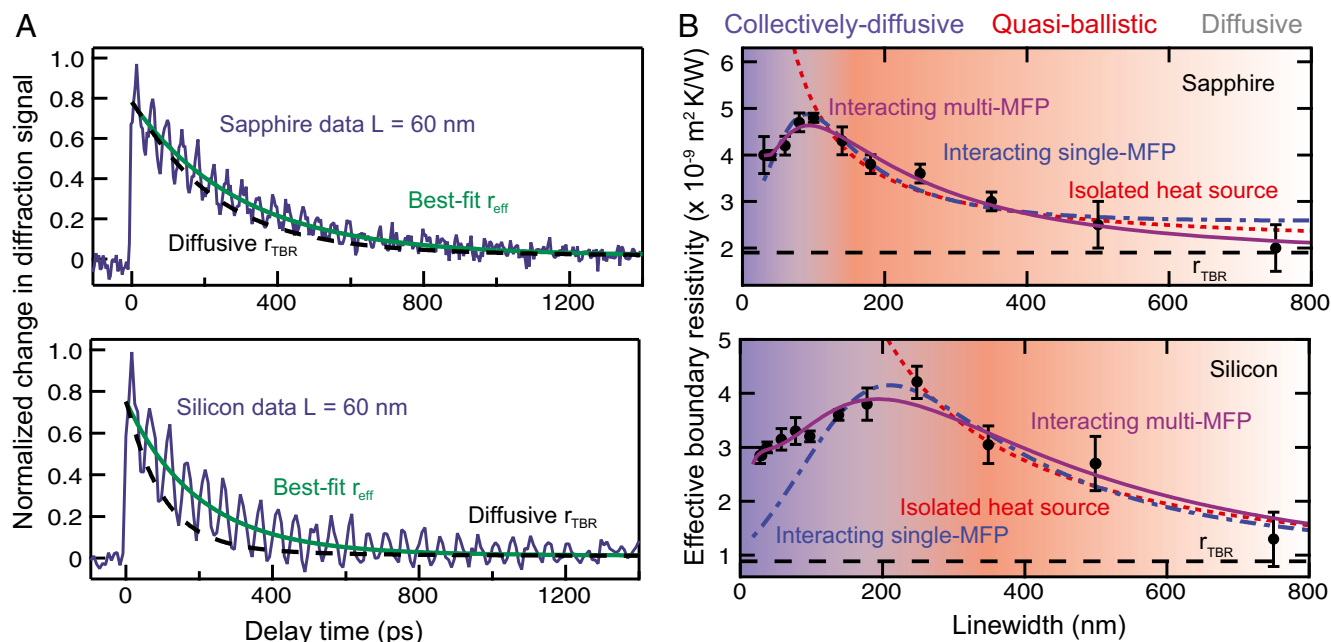 A
Normalized change in diffraction signal
1.0
0.8
0.6
0.4
0.2
0
Sapphire data L = 60 nm
Best-fit r_eff
Diffusive r_TBR
0 400 800 1200
1.0
0.8
0.6
0.4
0.2
0
Silicon data L = 60 nm
Best-fit r_eff
Diffusive r_TBR
0 400 800 1200
Delay time (ps)
B
Collectively-diffusive Quasi-ballistic Diffusive
Effective boundary resistivity (x 10⁻⁹ m² K/W)
6
5
4
3
2
Sapphire
Interacting multi-MFP
Interacting single-MFP
Isolated heat source
r_TBR
0 200 400 600 800
5
4
3
2
1
Silicon
Interacting multi-MFP
Isolated heat source
Interacting single-MFP
r_TBR
0 200 400 600 800
Linewidth (nm)